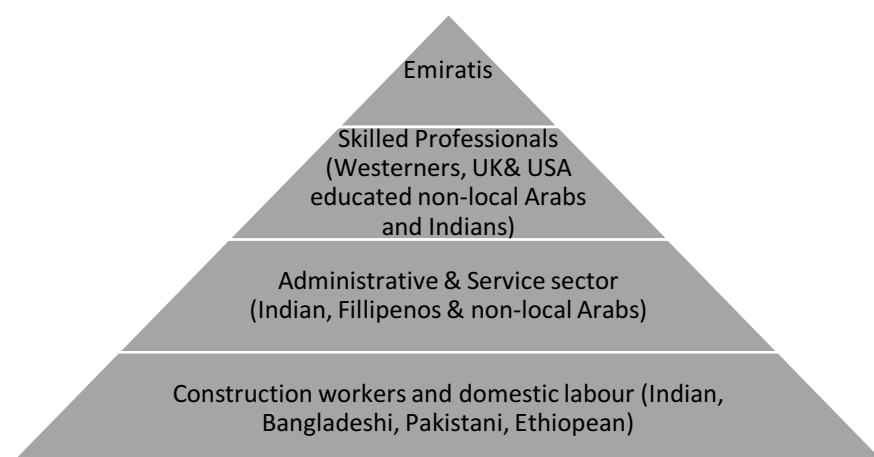 Emiratis
Skilled Professionals
(Westerners, UK& USA
educated non-local Arabs
and Indians)
Administrative & Service sector
(Indian, Fillipenos & non-local Arabs)
Construction workers and domestic labour (Indian,
Bangladeshi, Pakistani, Ethiopean)